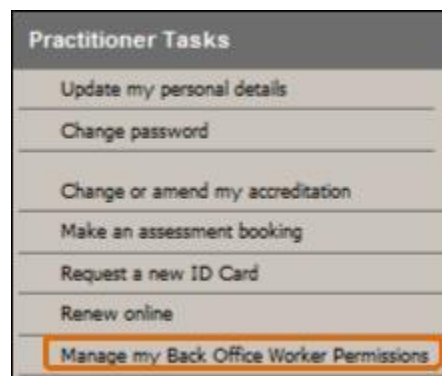 Practitioner Tasks
Update my personal details
Change password
Change or amend my accreditation
Make an assessment booking
Request a new ID Card
Renew online
Manage my Back Office Worker Permissions